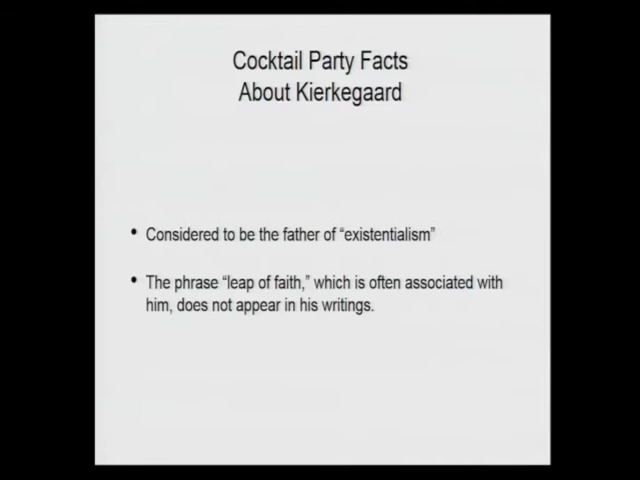 Cocktail Party Facts
About Kierkegaard
• Considered to be the father of “existentialism”
• The phrase “leap of faith,” which is often associated with
him, does not appear in his writings.